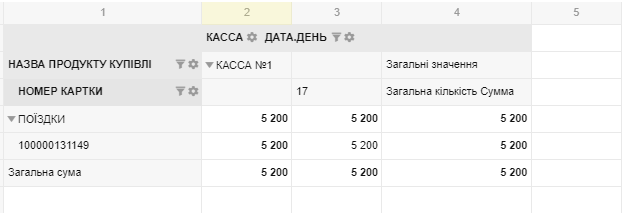 1 2 3 4 5
КАССА ДАТА.ДЕНЬ
НАЗВА ПРОДУКТУ КУПІВЛІ КАССА №1 Загальні значення
НОМЕР КАРТКИ 17 Загальна кількість Сумма
ПОЇЗДКИ 5 200 5 200 5 200
100000131149 5 200 5 200 5 200
Загальна сума 5 200 5 200 5 200